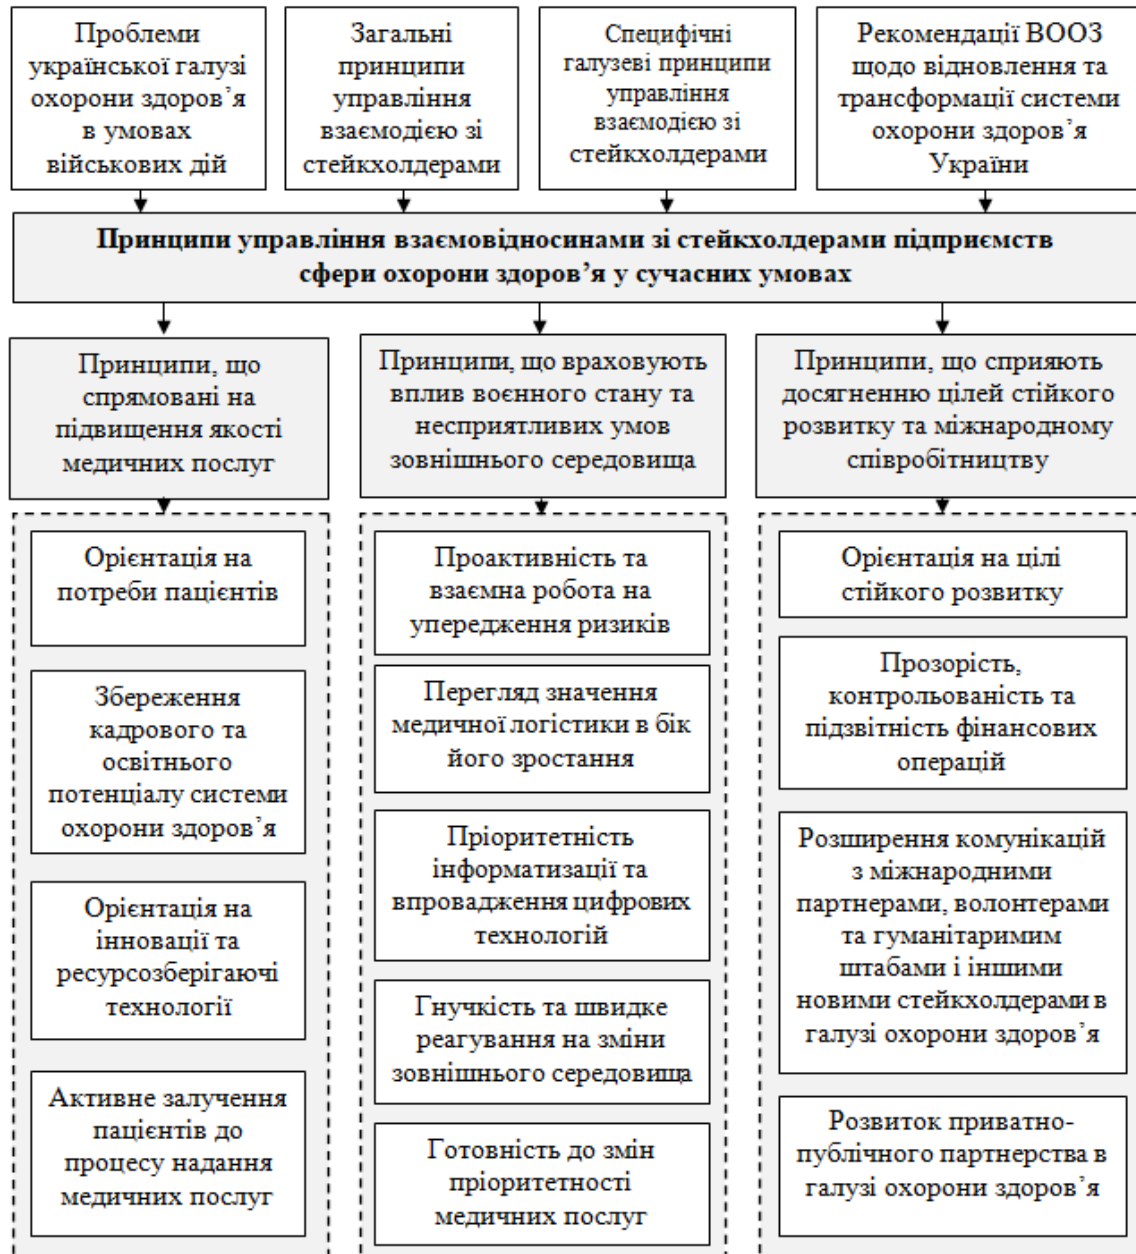 Проблеми
української галузі
охорони здоров’я
в умовах
військових дій
Загальні
принципи
управління
взаємодією зі
стейкхолдерами
Специфічні
галузеві принципи
управління
взаємодією зі
стейкхолдерами
Рекомендації ВООЗ
щодо відновлення та
трансформації системи
охорони здоров’я
України
Принципи управління взаємовідносинами зі стейкхолдерами підприємств
сфери охорони здоров’я у сучасних умовах
Принципи, що
спрямовані на
підвищення якості
медичних послуг
Орієнтація на
потреби пацієнтів
Збереження
кадрового та
освітнього
потенціалу системи
охорони здоров’я
Орієнтація на
інновації та
ресурсозберігаючі
технології
Активне залучення
пацієнтів до
процесу надання
медичних послуг
Принципи, що враховують
вплив воєнного стану та
несприятливих умов
зовнішнього середовища
Проактивність та
взаємна робота на
упередження ризиків
Перегляд значення
медичної логістики в бік
його зростання
Пріоритетність
інформатизації та
впровадження цифрових
технологій
Гнучкість та швидке
реагування на зміни
зовнішнього середовища
Готовність до змін
пріоритетності
медичних послуг
Принципи, що сприяють
досягненню цілей стійкого
розвитку та міжнародному
співробітництву
Орієнтація на цілі
стійкого розвитку
Прозорість,
контрольованість та
підзвітність фінансових
операцій
Розширення комунікацій
з міжнародними
партнерами, волонтерами
та гуманітаримим
штабами і іншими
новими стейкхолдерами в
галузі охорони здоров’я
Розвиток приватно-
публічного партнерства в
галузі охорони здоров’я